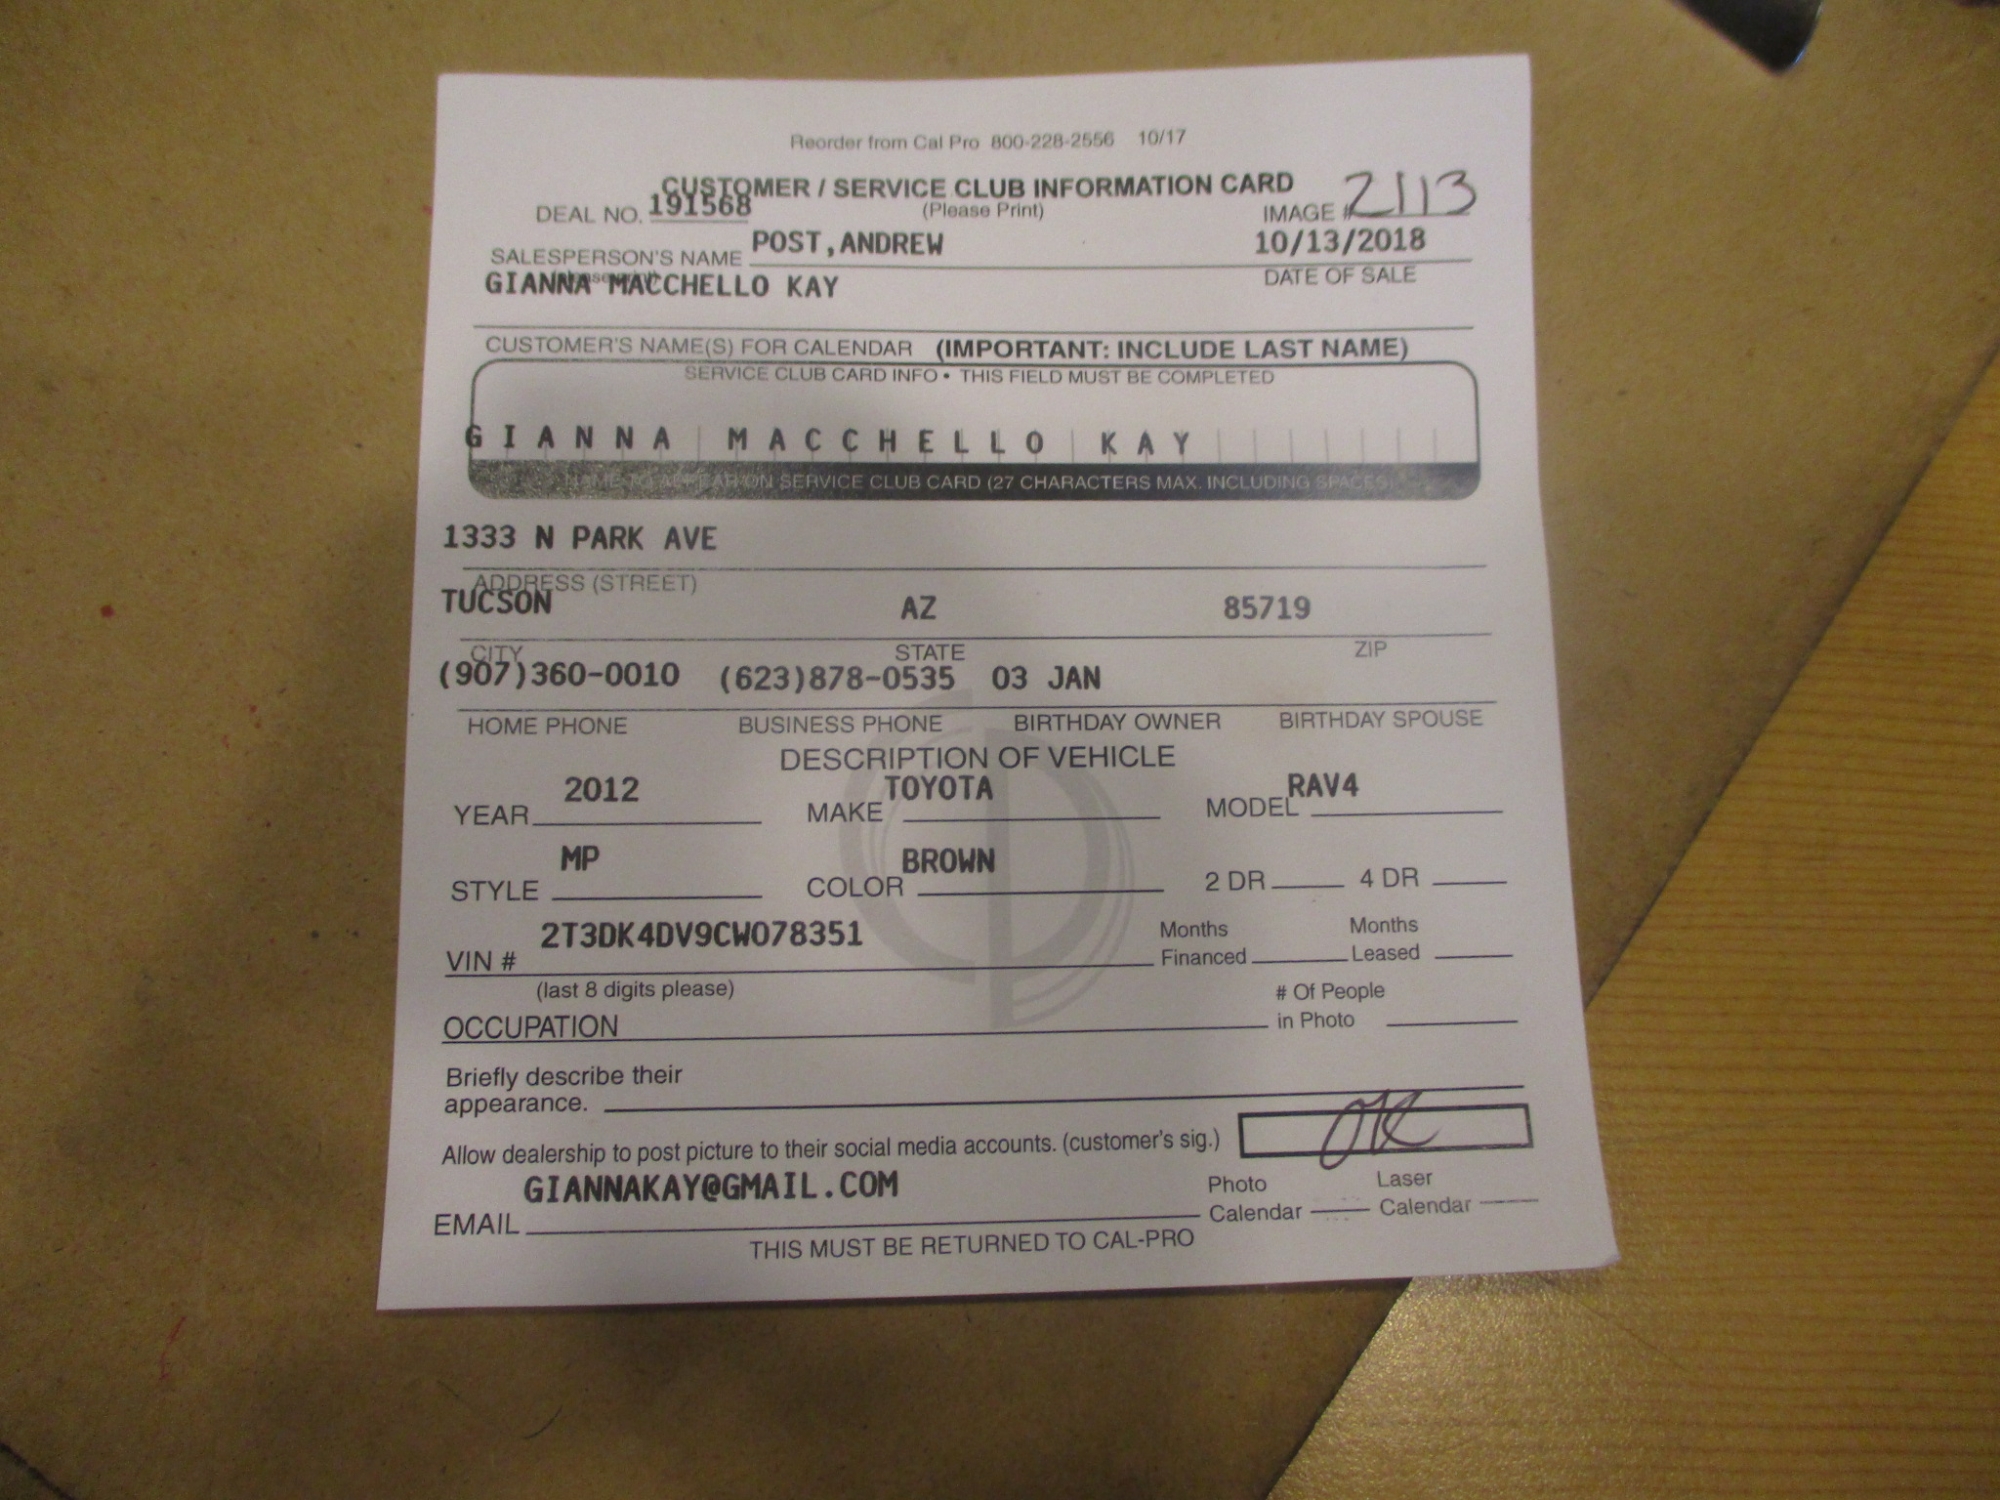 Reorder from Cal Pro 800-228-2556 10/17
CUSTOMER / SERVICE CLUB INFORMATION CARD
DEAL NO. 191568 (Please Print) IMAGE # 2113
SALESPERSON'S NAME POST,ANDREW 10/13/2018
(please print) DATE OF SALE
GIANNA MACCHELLO KAY
CUSTOMER'S NAME(S) FOR CALENDAR (IMPORTANT: INCLUDE LAST NAME)
SERVICE CLUB CARD INFO • THIS FIELD MUST BE COMPLETED
GIANNA MACCHELLO KAY
NAME TO APPEAR ON SERVICE CLUB CARD (27 CHARACTERS MAX. INCLUDING SPACES)
1333 N PARK AVE
ADDRESS (STREET)
TUCSON AZ 85719
CITY STATE ZIP
(907)360-0010 (623)878-0535 03 JAN
HOME PHONE BUSINESS PHONE BIRTHDAY OWNER BIRTHDAY SPOUSE
DESCRIPTION OF VEHICLE
YEAR 2012 MAKE TOYOTA MODEL RAV4
STYLE MP COLOR BROWN 2 DR 4 DR
VIN # 2T3DK4DV9CW078351 Months Financed Months Leased
(last 8 digits please)
OCCUPATION # Of People in Photo
Briefly describe their
appearance.
Allow dealership to post picture to their social media accounts. (customer's sig.) OK
EMAIL GIANNAKAY@GMAIL.COM Photo Calendar Laser Calendar
THIS MUST BE RETURNED TO CAL-PRO